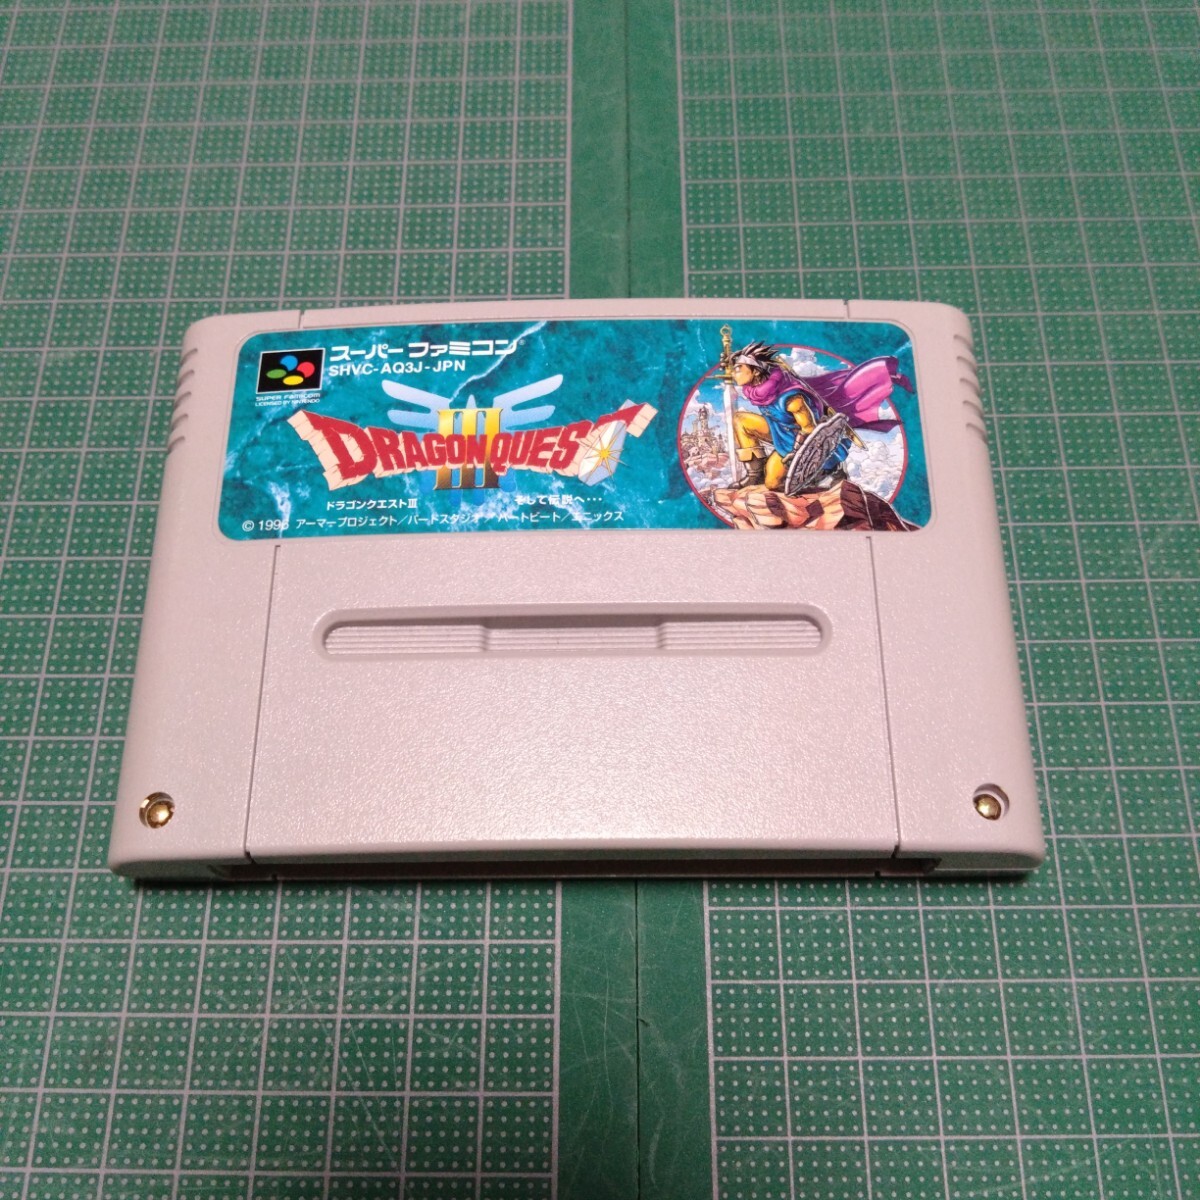 スーパーファミコン
SHVC-AQ3J-JPN
SUPER FAMICOM
LICENSED BY NINTENDO
DRAGON QUEST
III
ドラゴンクエストIII そして伝説へ…
© 1996 アーマープロジェクト／バードスタジオ／ハートビート／エニックス